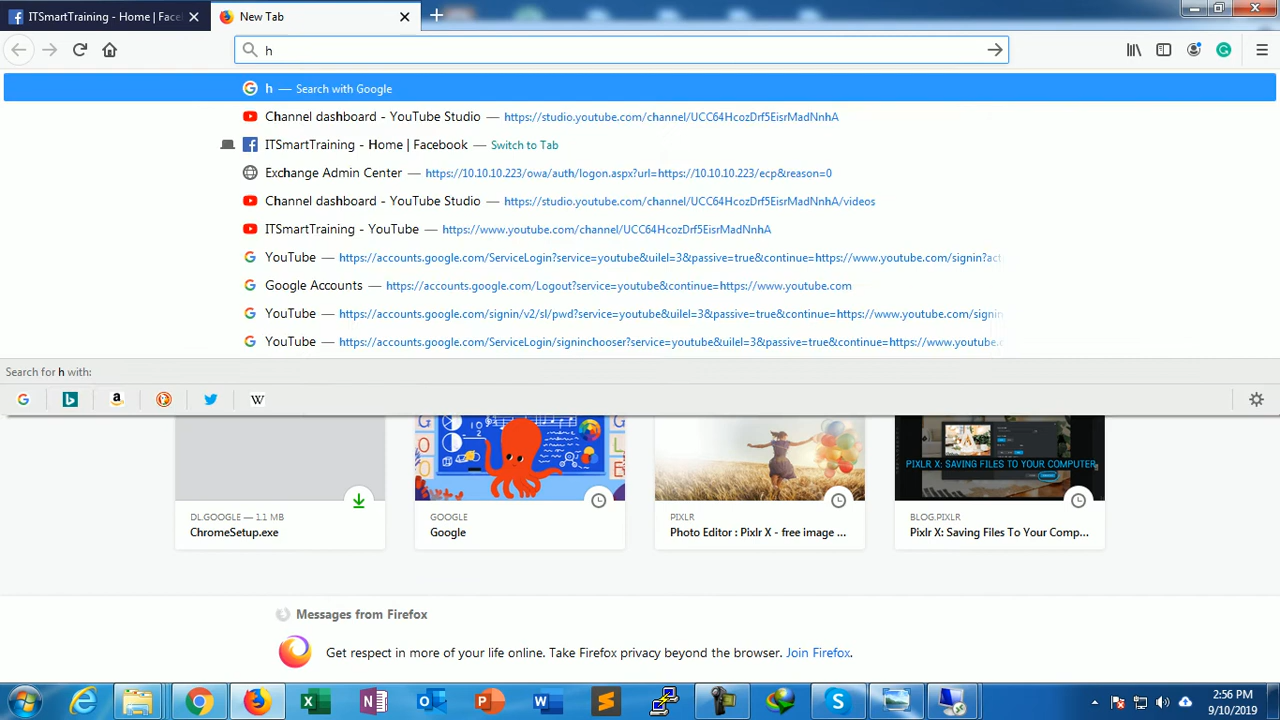 ITSmartTraining - Home | Face
New Tab
h
h — Search with Google
Channel dashboard - YouTube Studio — https://studio.youtube.com/channel/UCC64HcozDrf5EisrMadNnhA
ITSmartTraining - Home | Facebook — Switch to Tab
Exchange Admin Center — https://10.10.10.223/owa/auth/logon.aspx?url=https://10.10.10.223/ecp&reason=0
Channel dashboard - YouTube Studio — https://studio.youtube.com/channel/UCC64HcozDrf5EisrMadNnhA/videos
ITSmartTraining - YouTube — https://www.youtube.com/channel/UCC64HcozDrf5EisrMadNnhA
YouTube — https://accounts.google.com/ServiceLogin?service=youtube&uilel=3&passive=true&continue=https://www.youtube.com/signin?act
Google Accounts — https://accounts.google.com/Logout?service=youtube&continue=https://www.youtube.com
YouTube — https://accounts.google.com/signin/v2/sl/pwd?service=youtube&uilel=3&passive=true&continue=https://www.youtube.com/signin
YouTube — https://accounts.google.com/ServiceLogin/signinchooser?service=youtube&uilel=3&passive=true&continue=https://www.youtube.c
Search for h with:
PIXLR X: SAVING FILES TO YOUR COMPUTER
DL.GOOGLE — 1.1 MB
ChromeSetup.exe
GOOGLE
Google
PIXLR
Photo Editor : Pixlr X - free image ...
BLOG.PIXLR
Pixlr X: Saving Files To Your Comp...
Messages from Firefox
Get respect in more of your life online. Take Firefox privacy beyond the browser. Join Firefox.
2:56 PM
9/10/2019